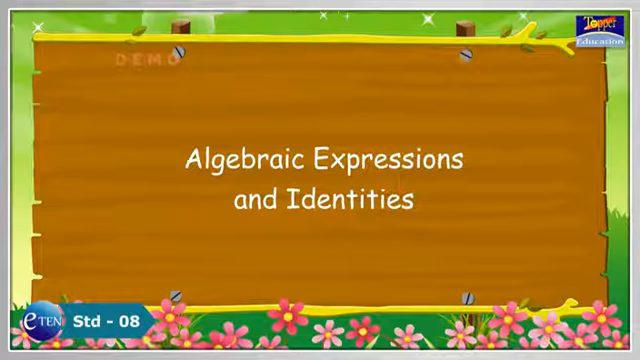 Topper
Education
DEMO
Algebraic Expressions
and Identities
eTEN
Std - 08